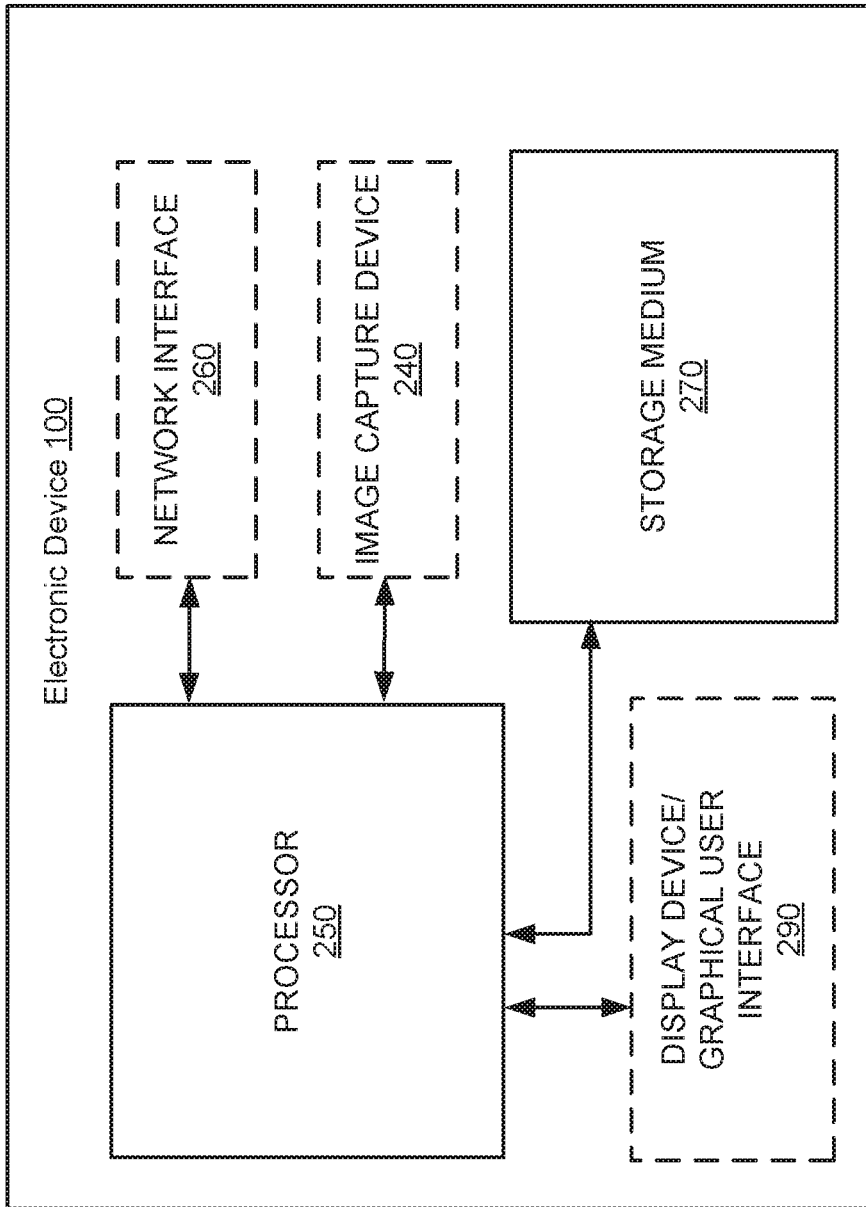 Electronic Device 100
PROCESSOR
250
NETWORK INTERFACE
260
IMAGE CAPTURE DEVICE
240
DISPLAY DEVICE/
GRAPHICAL USER
INTERFACE
290
STORAGE MEDIUM
270